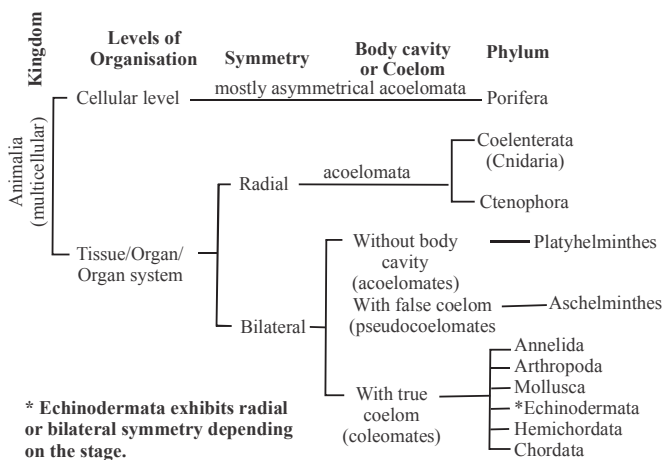 Kingdom
Levels of
Organisation
Symmetry
Body cavity
or Coelom
Phylum
Animalia
(multicellular)
Cellular level
mostly asymmetrical acoelomata
Porifera
Radial
acoelomata
Coelenterata
(Cnidaria)
Ctenophora
Tissue/Organ/
Organ system
Bilateral
Without body
cavity
(acoelomates)
Platyhelminthes
With false coelom
(pseudocoelomates
Aschelminthes
With true
coelom
(coleomates)
Annelida
Arthropoda
Mollusca
*Echinodermata
Hemichordata
Chordata
* Echinodermata exhibits radial
or bilateral symmetry depending
on the stage.